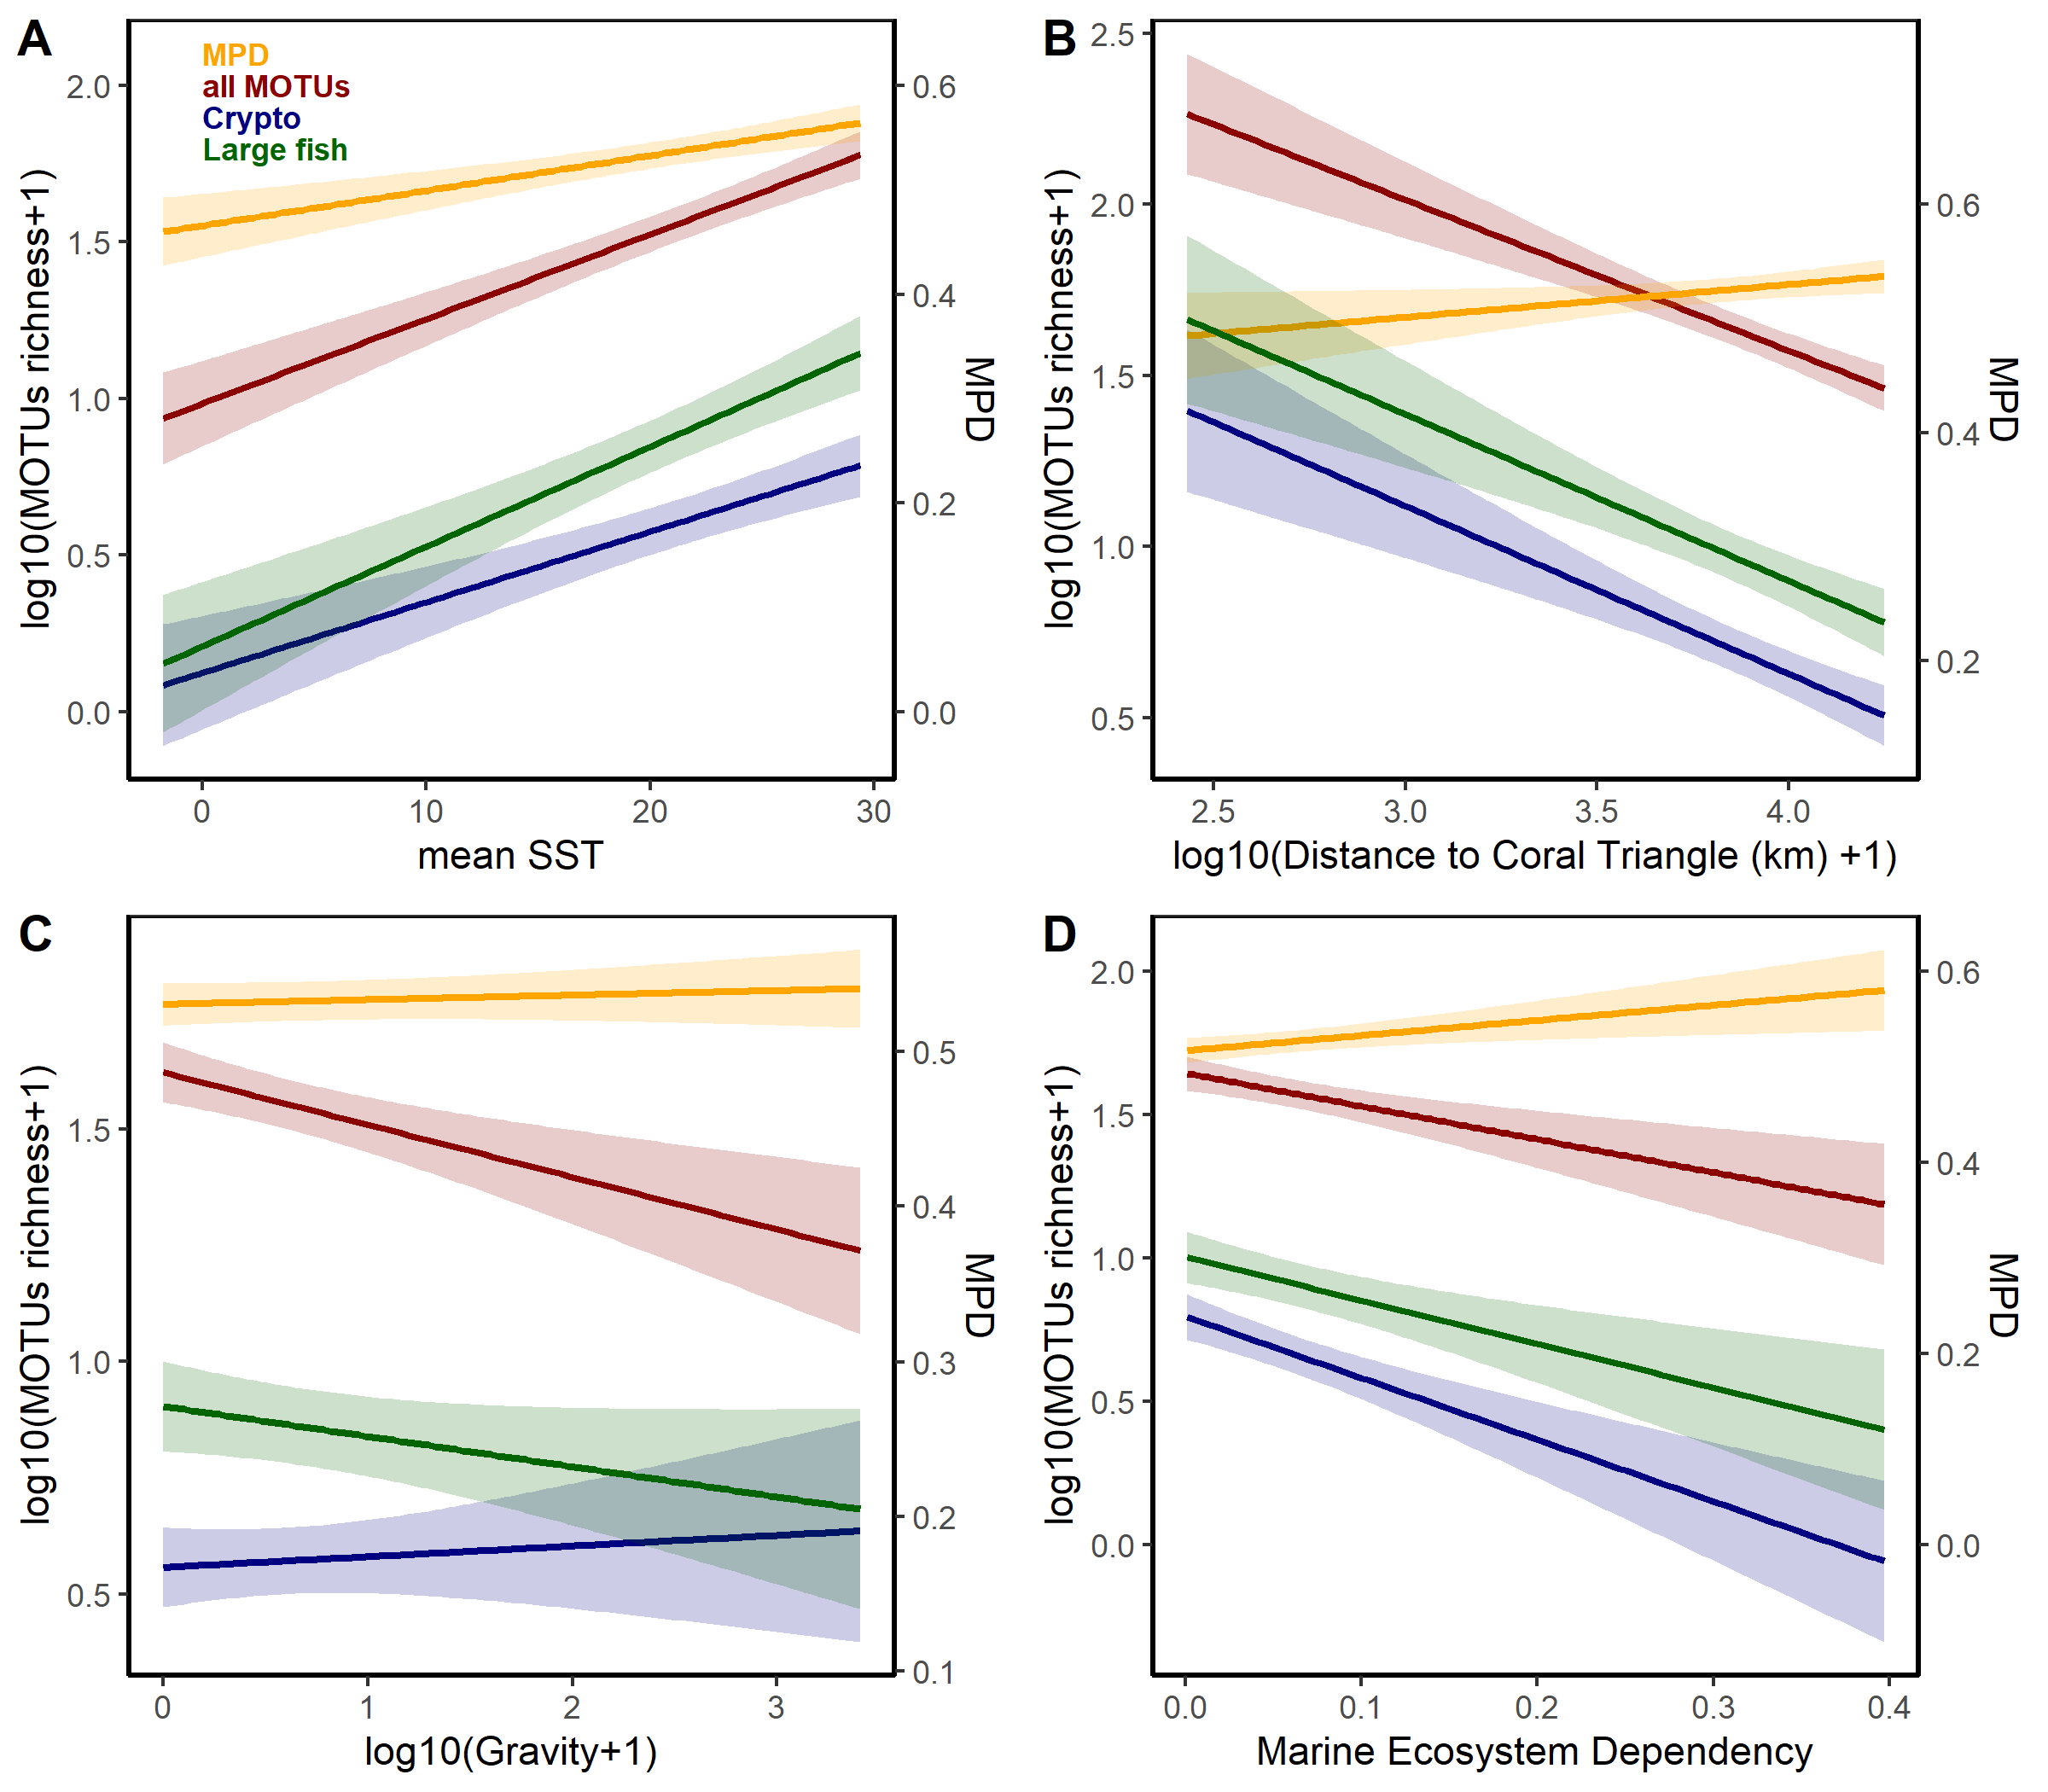 A
MPD
all MOTUs
Crypto
Large fish
log10(MOTUs richness+1)
2.0
1.5
1.0
0.5
0.0
0.6
0.4
0.2
0.0
MPD
0
10
20
30
mean SST
B
log10(MOTUs richness+1)
2.5
2.0
1.5
1.0
0.5
0.6
0.4
0.2
MPD
2.5
3.0
3.5
4.0
log10(Distance to Coral Triangle (km) +1)
C
log10(MOTUs richness+1)
1.5
1.0
0.5
0.5
0.4
0.3
0.2
0.1
MPD
0
1
2
3
log10(Gravity+1)
D
log10(MOTUs richness+1)
2.0
1.5
1.0
0.5
0.0
0.6
0.4
0.2
0.0
MPD
0.0
0.1
0.2
0.3
0.4
Marine Ecosystem Dependency